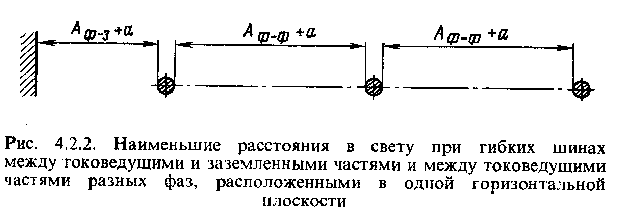 А ф-з + а А ф-ф + а А ф-ф + а
Рис. 4.2.2. Наименьшие расстояния в свету при гибких шинах
между токоведущими и заземленными частями и между токоведущими
частями разных фаз, расположенными в одной горизонтальной
плоскости